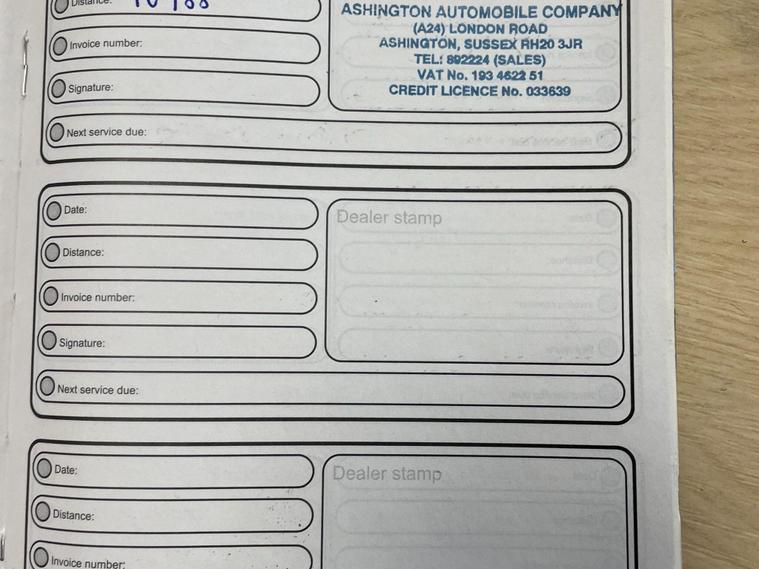 Distance:
ASHINGTON AUTOMOBILE COMPANY
(A24) LONDON ROAD
Invoice number:
ASHINGTON, SUSSEX RH20 3JR
TEL: 892224 (SALES)
VAT No. 193 4622 51
Signature:
CREDIT LICENCE No. 033639
Next service due:
Date:
Dealer stamp
Distance:
Invoice number:
Signature:
Next service due:
Date:
Dealer stamp
Distance:
Invoice number: